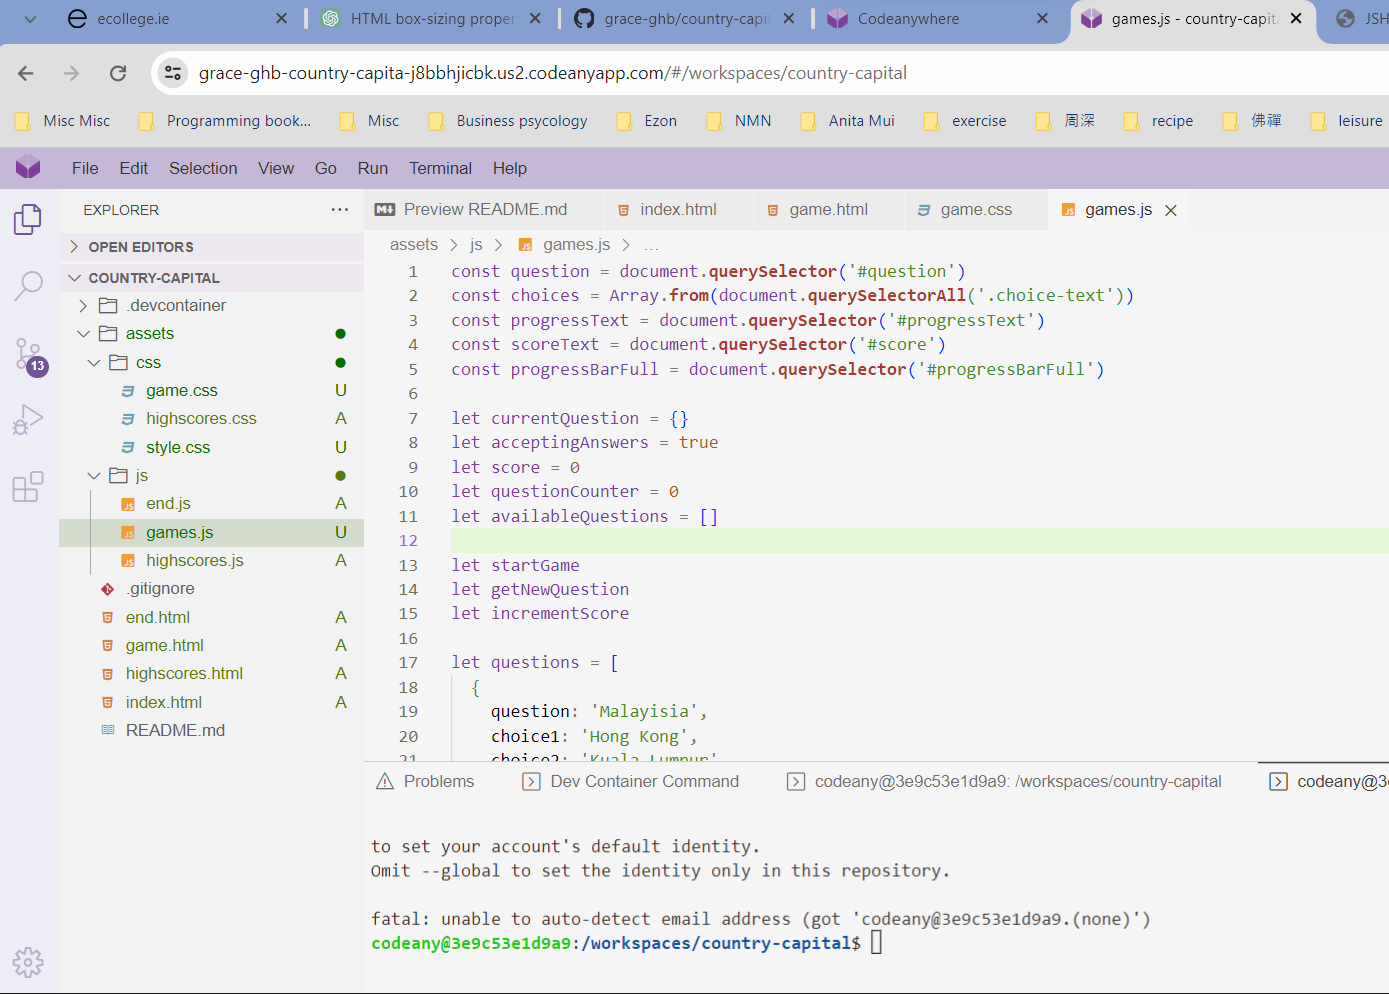 ecollege.ie
HTML box-sizing proper
grace-ghb/country-capit
Codeanywhere
games.js - country-capita
JSH
grace-ghb-country-capita-j8bbhjicbk.us2.codeanyapp.com/#/workspaces/country-capital
Misc Misc
Programming book...
Misc
Business psycology
Ezon
NMN
Anita Mui
exercise
周深
recipe
佛禪
leisure
File Edit Selection View Go Run Terminal Help
EXPLORER ...
OPEN EDITORS
COUNTRY-CAPITAL
.devcontainer
assets
css
game.css U
highscores.css A
style.css U
js
end.js A
games.js U
highscores.js A
.gitignore
end.html A
game.html A
highscores.html A
index.html A
README.md
13
Preview README.md
index.html
game.html
game.css
games.js
assets > js > games.js > ...
1 const question = document.querySelector('#question')
2 const choices = Array.from(document.querySelectorAll('.choice-text'))
3 const progressText = document.querySelector('#progressText')
4 const scoreText = document.querySelector('#score')
5 const progressBarFull = document.querySelector('#progressBarFull')
6
7 let currentQuestion = {}
8 let acceptingAnswers = true
9 let score = 0
10 let questionCounter = 0
11 let availableQuestions = []
12
13 let startGame
14 let getNewQuestion
15 let incrementScore
16
17 let questions = [
18 {
19 question: 'Malayisia',
20 choice1: 'Hong Kong',
21 choice2: 'Kuala Lumpur'
Problems
Dev Container Command
codeany@3e9c53e1d9a9: /workspaces/country-capital
codeany@3e
to set your account's default identity.
Omit --global to set the identity only in this repository.
fatal: unable to auto-detect email address (got 'codeany@3e9c53e1d9a9.(none)')
codeany@3e9c53e1d9a9:/workspaces/country-capital$